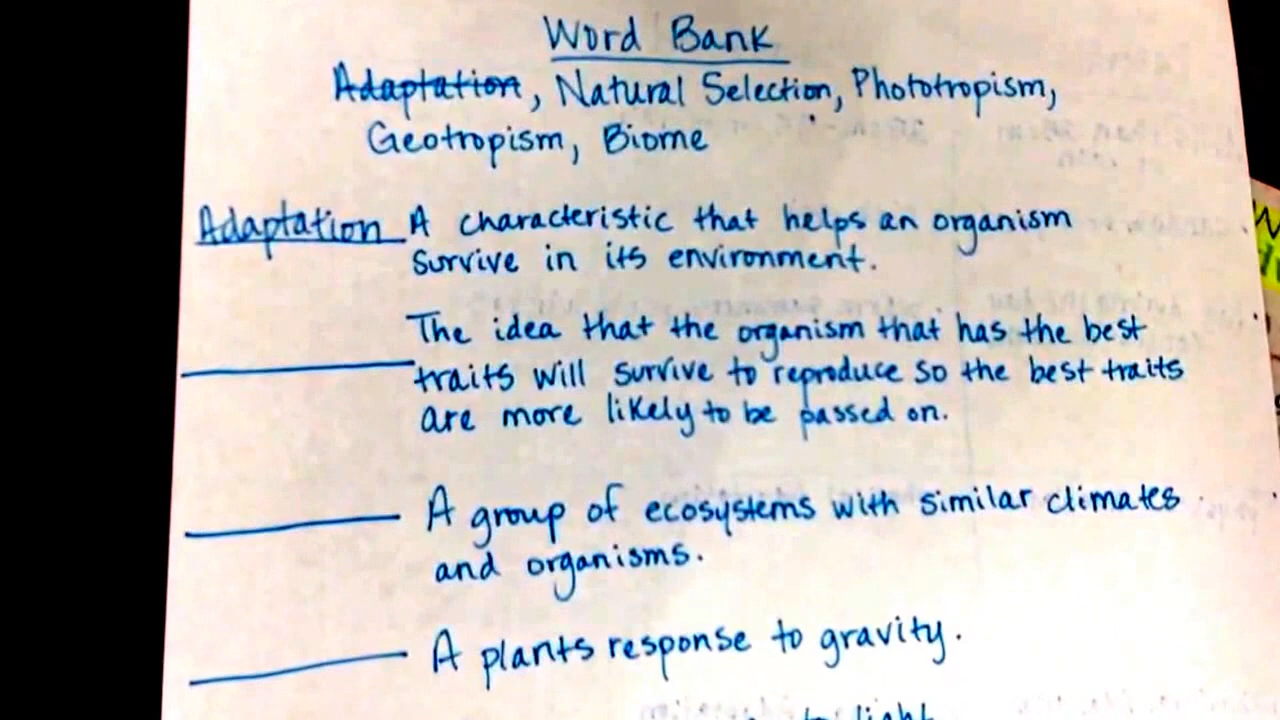 Word Bank
Adaptation, Natural Selection, Phototropism,
Geotropism, Biome
Adaptation A characteristic that helps an organism
survive in its environment.
The idea that the organism that has the best
traits will survive to reproduce so the best traits
are more likely to be passed on.
A group of ecosystems with similar climates
and organisms.
A plants response to gravity.
to light